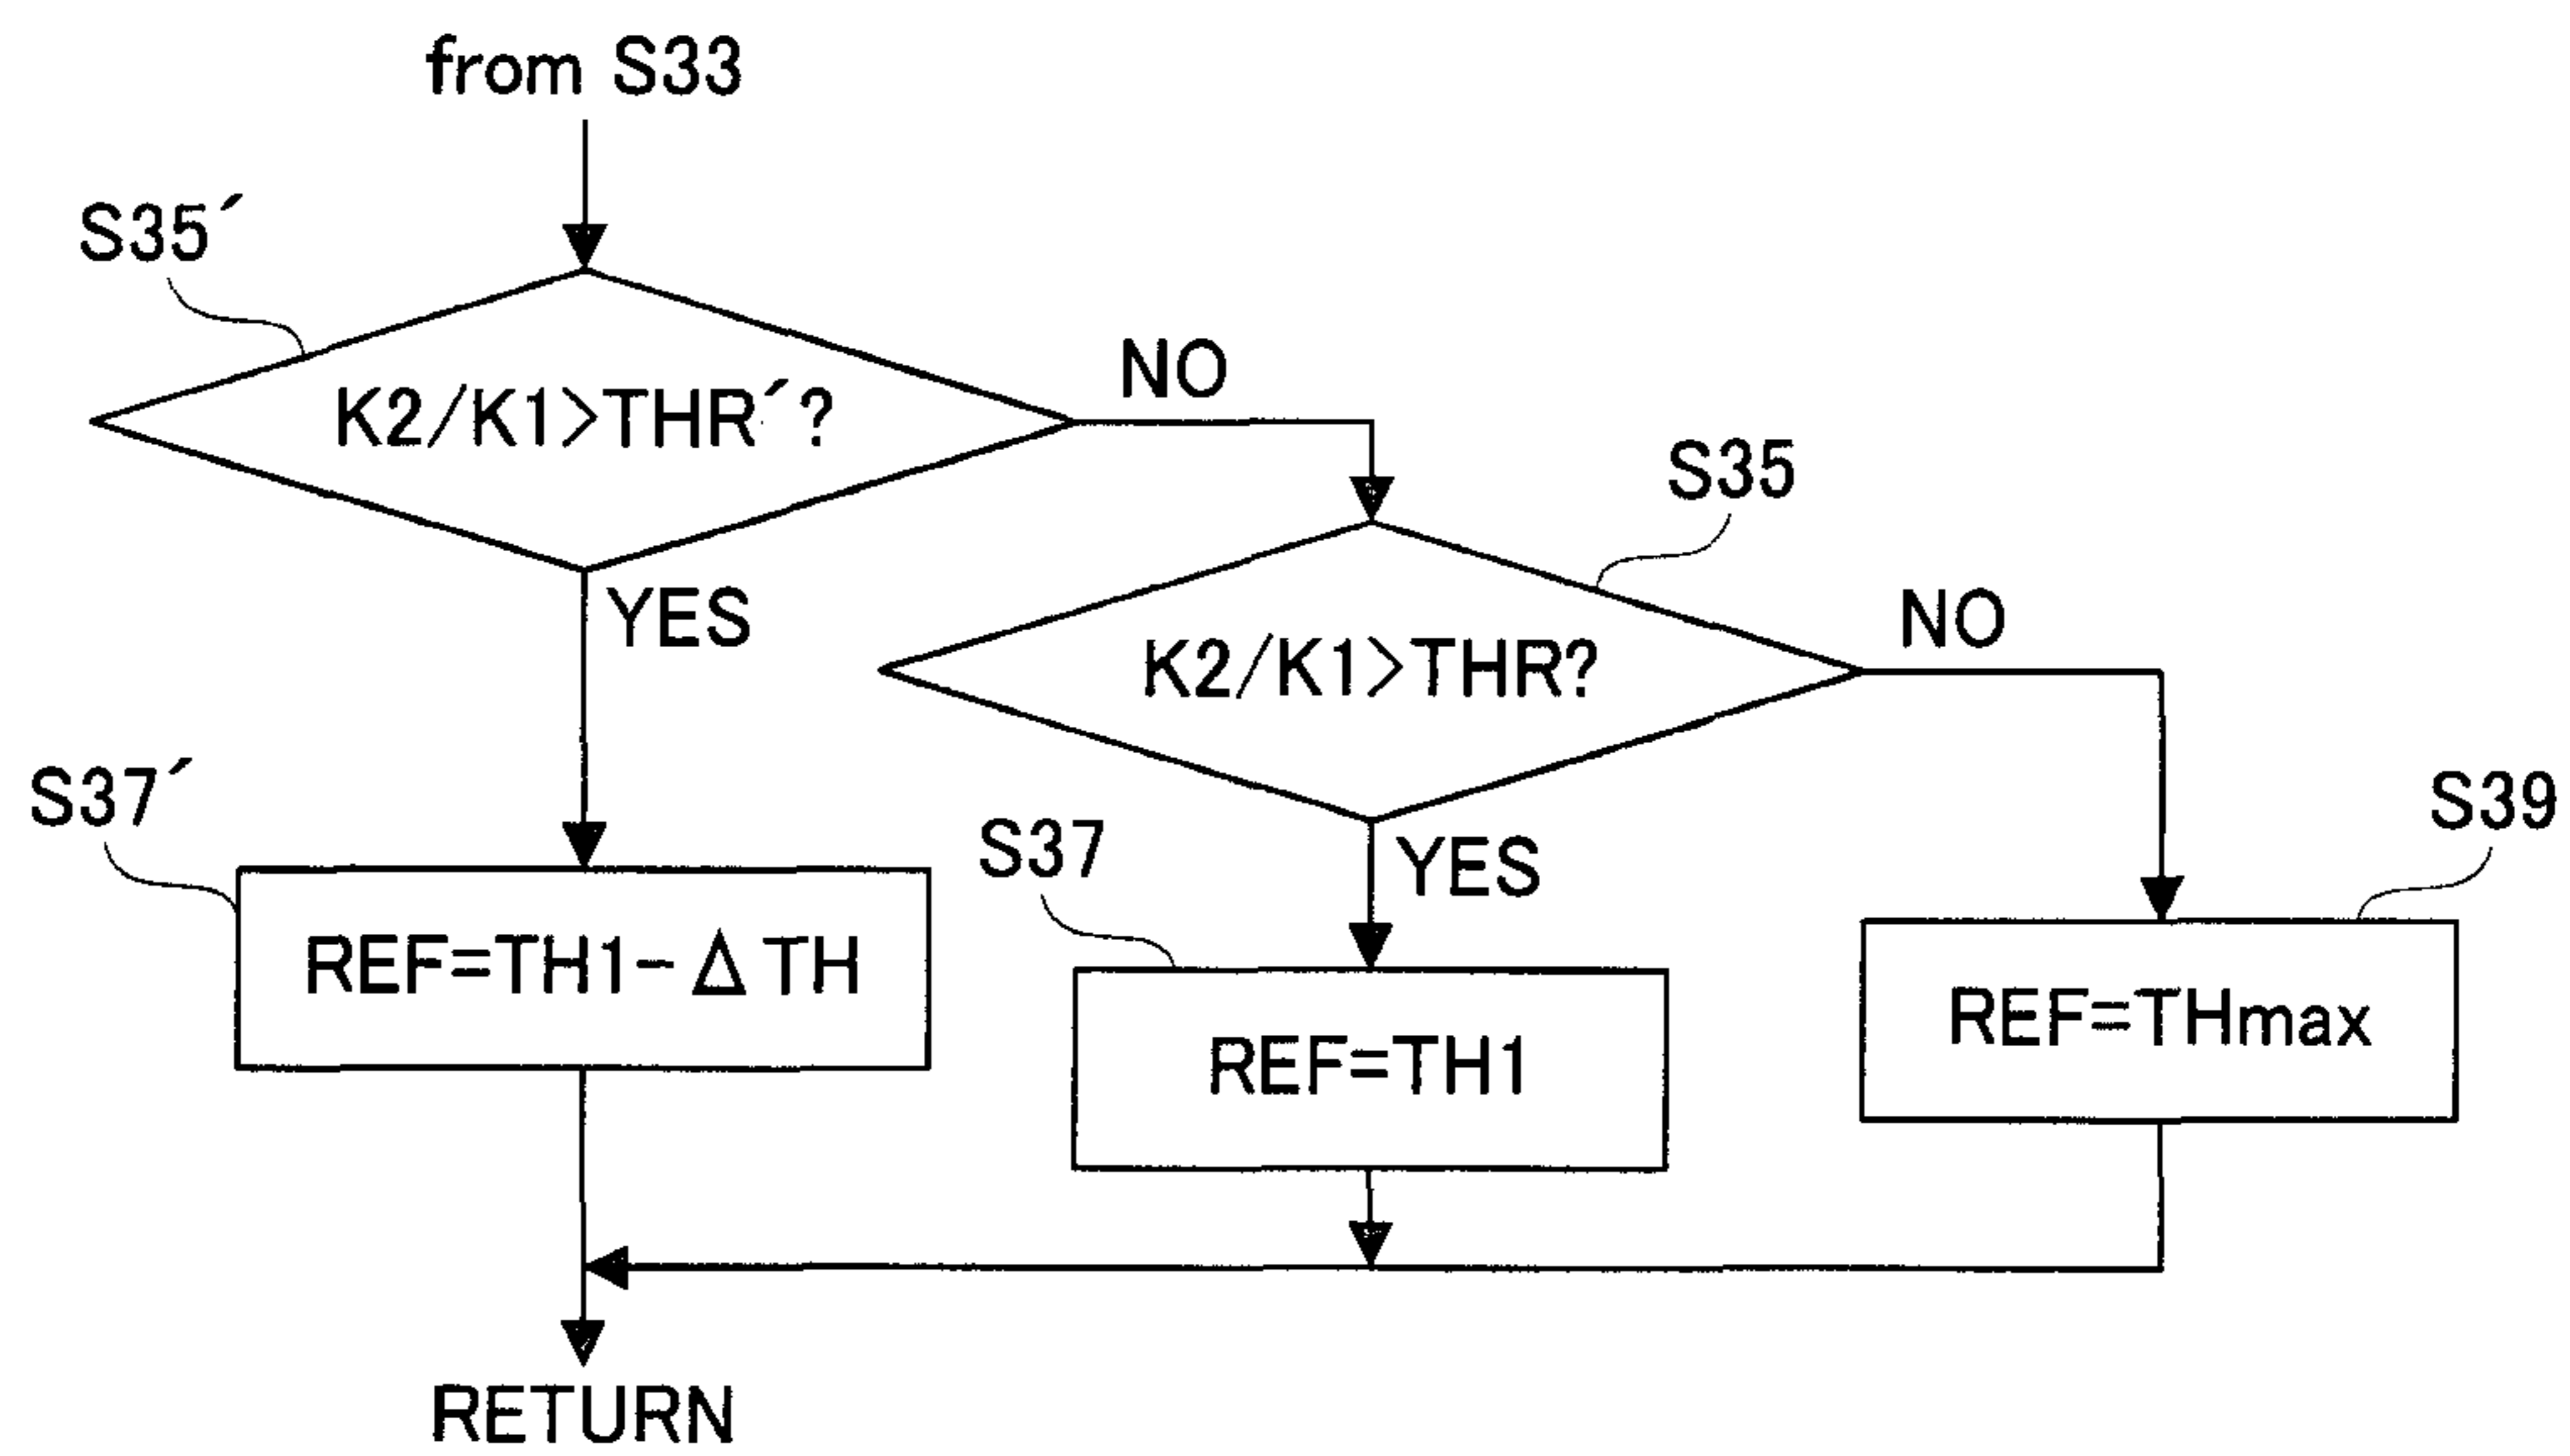 from S33
S35´
K2/K1>THR´?
NO
YES
S35
K2/K1>THR?
NO
YES
S37´
REF=TH1-ΔTH
S37
REF=TH1
S39
REF=THmax
RETURN